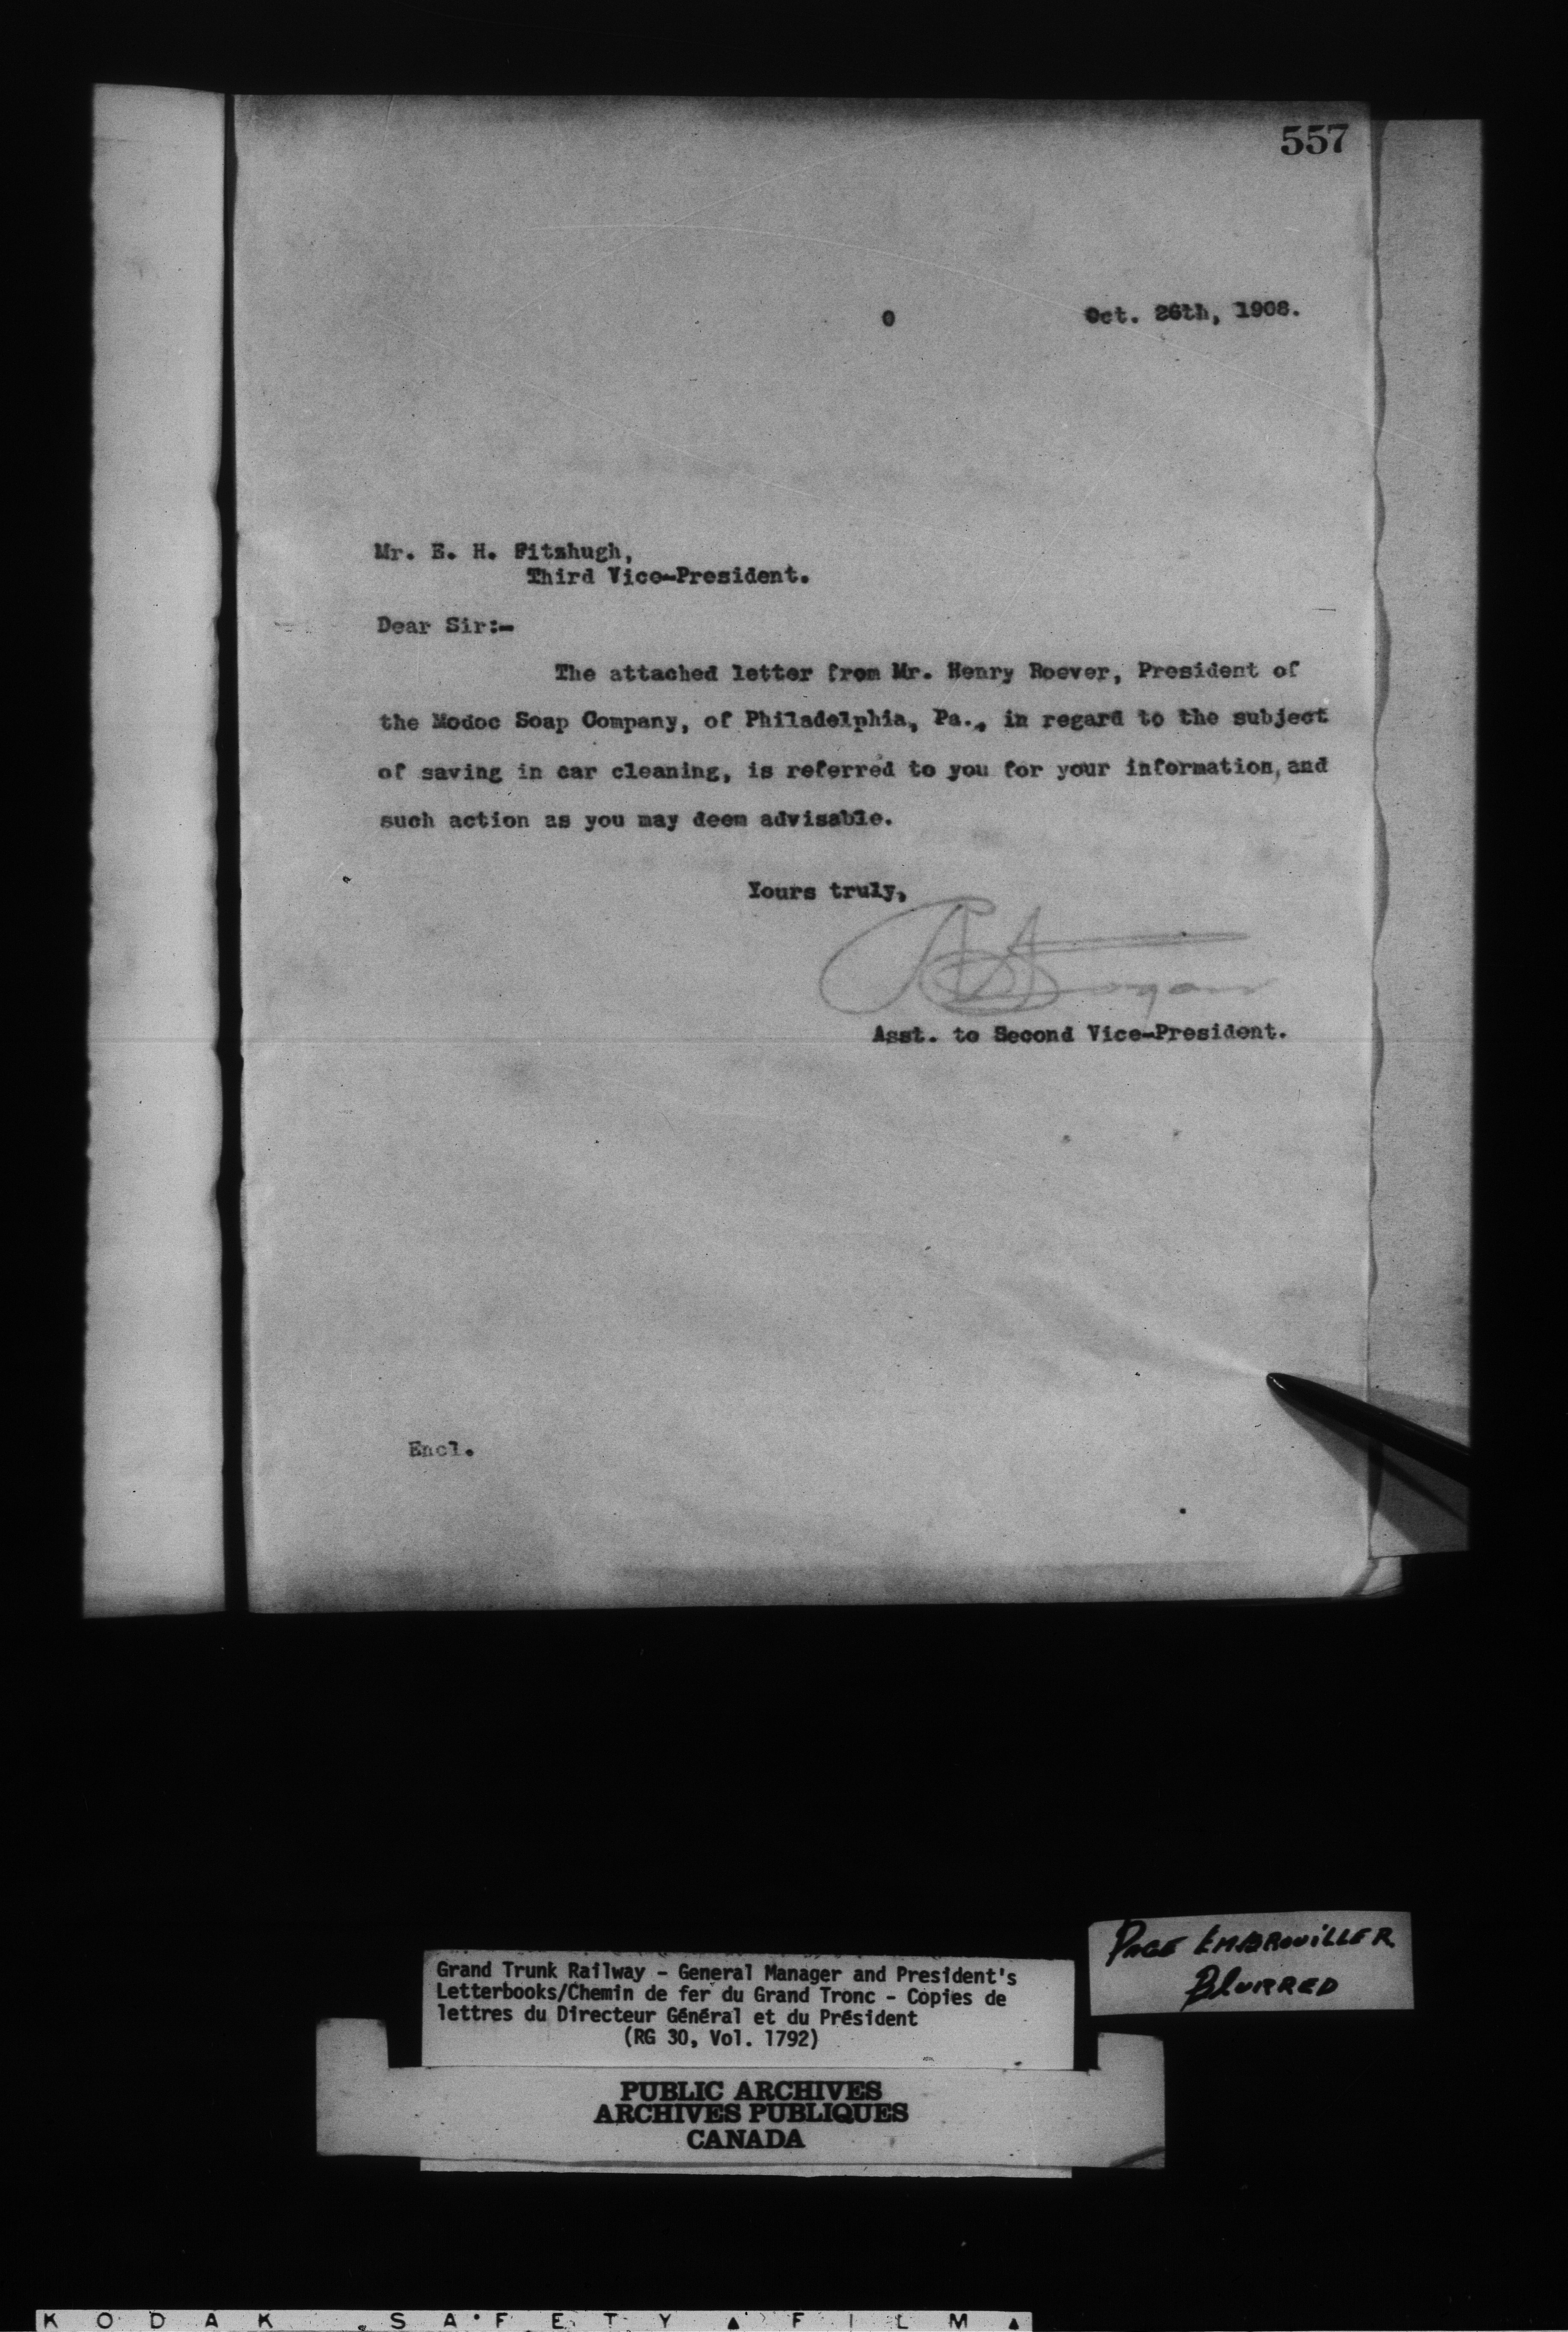 557
0 Oct. 26th, 1908.
Mr. E. H. Fitzhugh,
Third Vice-President.
Dear Sir:-
The attached letter from Mr. Henry Roever, President of
the Modoc Soap Company, of Philadelphia, Pa., in regard to the subject
of saving in car cleaning, is referred to you for your information, and
such action as you may deem advisable.
Yours truly,
Asst. to Second Vice-President.
Encl.
PAGE EMBROUILLER
BLURRED
Grand Trunk Railway - General Manager and President's
Letterbooks/Chemin de fer du Grand Tronc - Copies de
lettres du Directeur Général et du Président
(RG 30, Vol. 1792)
PUBLIC ARCHIVES
ARCHIVES PUBLIQUES
CANADA
KODAK SAFETY FILM